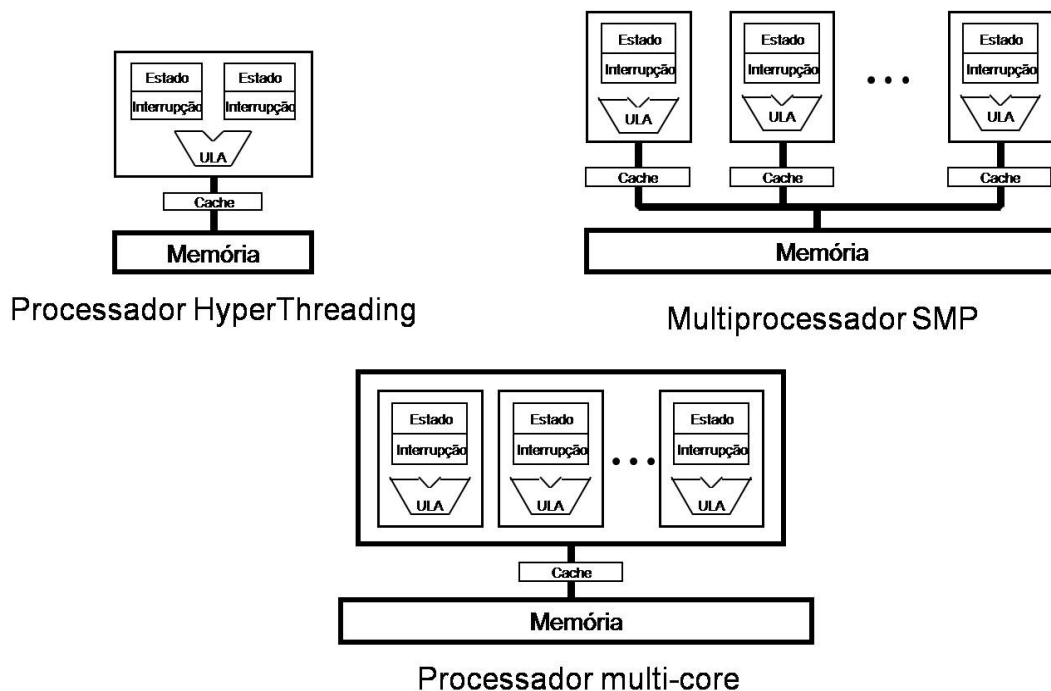 Estado Estado
Interrupção Interrupção
ULA
Cache
Memória
Processador HyperThreading
Estado Estado Estado
Interrupção Interrupção Interrupção
ULA ULA ULA
Cache Cache Cache
Memória
Multiprocessador SMP
Estado Estado Estado
Interrupção Interrupção Interrupção
ULA ULA ULA
Cache
Memória
Processador multi-core